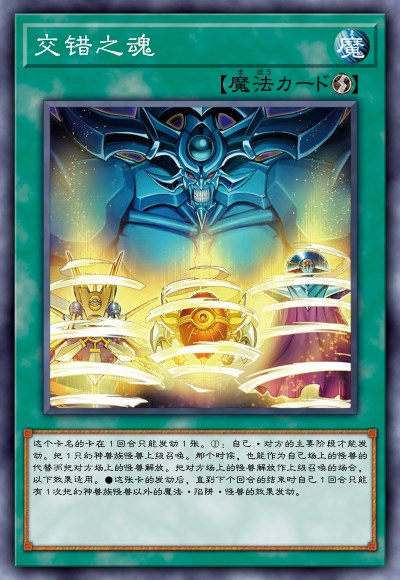 交错之魂
魔
まほう
【魔法カード】
这个卡名的卡在1回合只能发动1张。①：自己·对方的主要阶段才能发
动。把1只幻神兽族怪兽上级召唤。那个时候，也能作为自己场上的怪兽的
代替而把对方场上的怪兽解放。把对方场上的怪兽解放作上级召唤的场合，
以下效果适用。●这张卡的发动后，直到下个回合的结束时自己1回合只能
有1次把幻神兽族怪兽以外的魔法·陷阱·怪兽的效果发动。